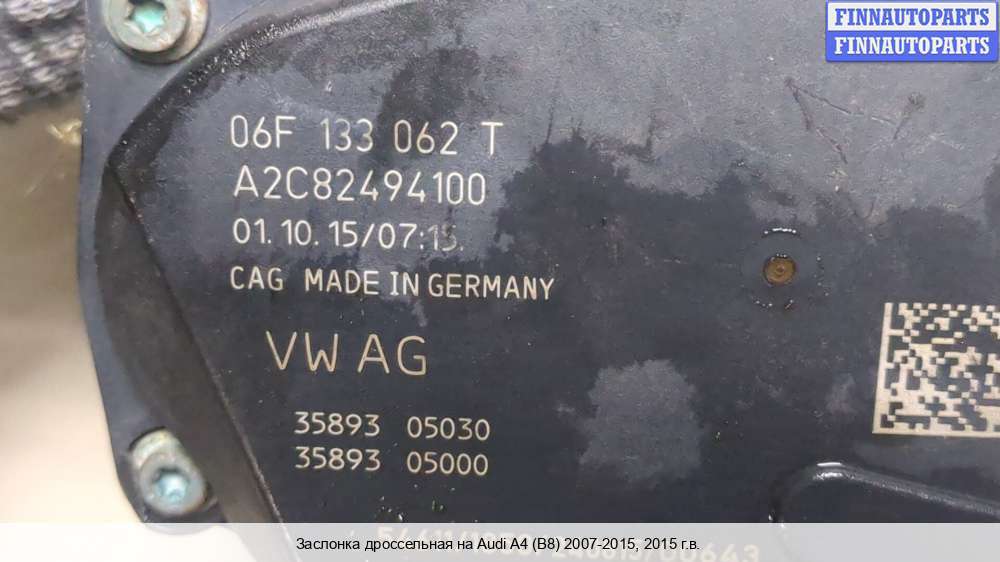 FINNAUTOPARTS
FINNAUTOPARTS
06F 133 062 T
A2C82494100
01.10.15/07:15.
CAG MADE IN GERMANY
VW AG
35893 05030
35893 05000
Заслонка дроссельная на Audi A4 (B8) 2007-2015, 2015 г.в.